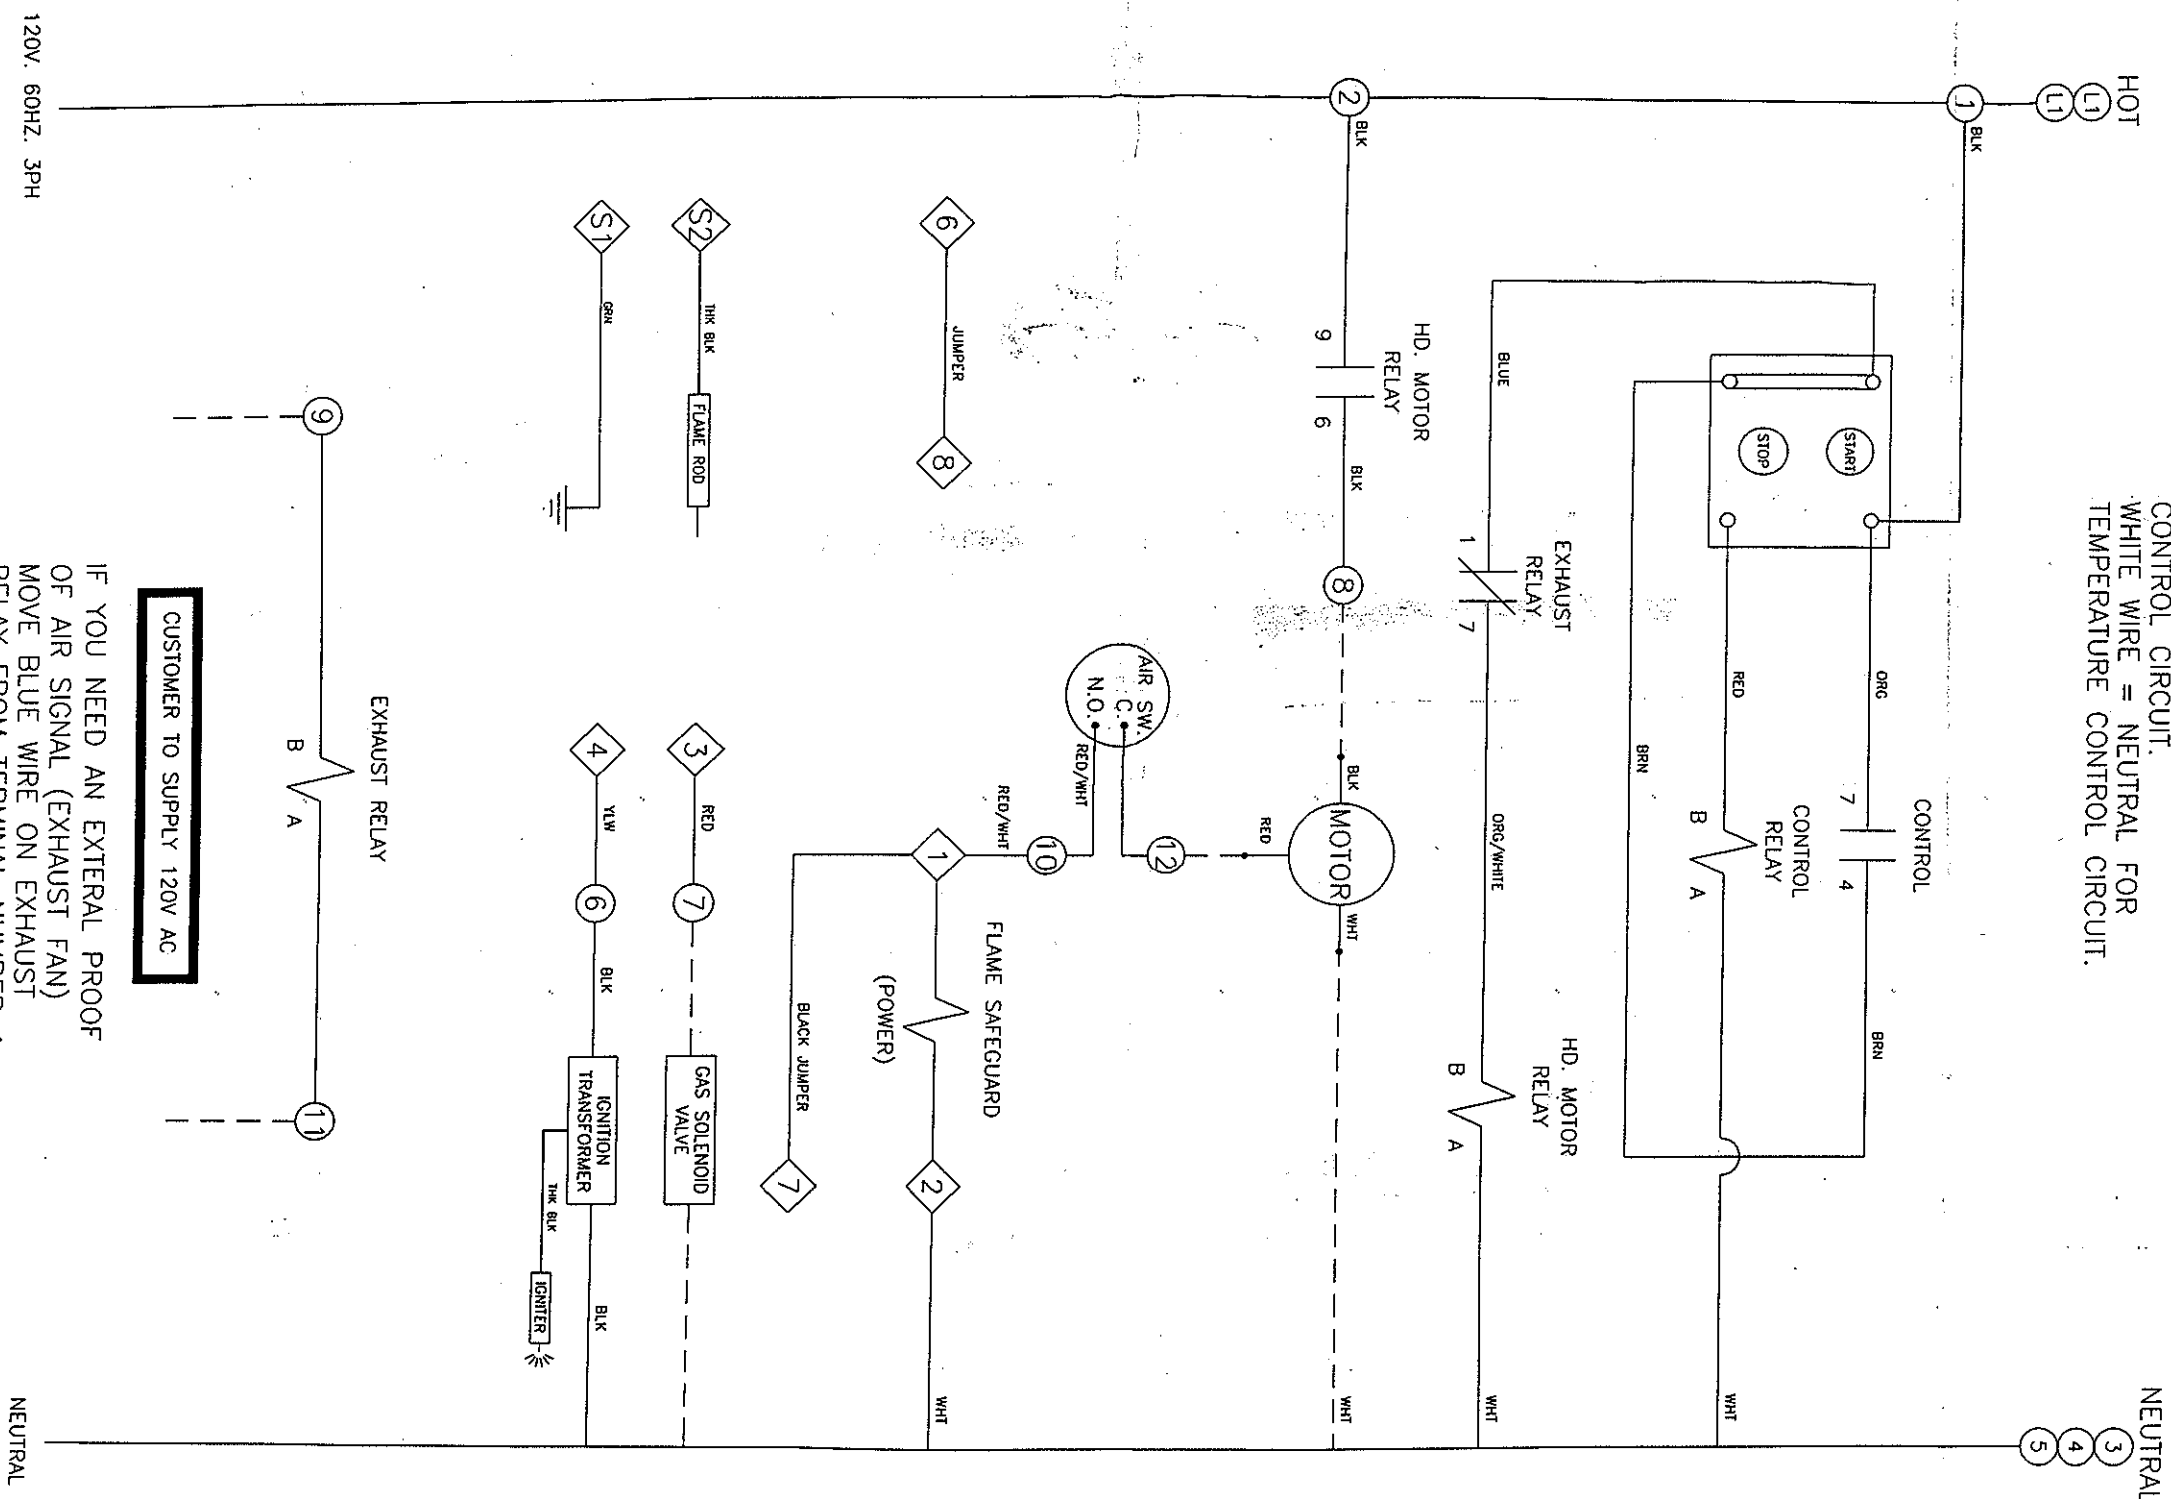 HOT
L1
L1
1
BLK
NEUTRAL
3
4
5
CONTROL CIRCUIT.
WHITE WIRE = NEUTRAL FOR
TEMPERATURE CONTROL CIRCUIT.
START
STOP
ORG
CONTROL
7
4
BRN
RED
CONTROL
RELAY
B
A
WHT
BRN
BLUE
EXHAUST
RELAY
1
7
ORG/WHITE
HD. MOTOR
RELAY
B
A
WHT
2
BLK
HD. MOTOR
RELAY
9
6
BLK
8
BLK
MOTOR
WHT
WHT
RED
12
AIR SW.
C.
N.O.
RED/WHT
10
RED/WHT
1
FLAME SAFEGUARD
(POWER)
2
WHT
BLACK JUMPER
7
6
JUMPER
8
S2
THK BLK
FLAME ROD
3
RED
7
GAS SOLENOID
VALVE
S1
GRN
4
YLW
6
BLK
IGNITION
TRANSFORMER
BLK
THK BLK
IGNITER
EXHAUST RELAY
9
B
A
11
CUSTOMER TO SUPPLY 120V AC
IF YOU NEED AN EXTERAL PROOF
OF AIR SIGNAL (EXHAUST FAN)
MOVE BLUE WIRE ON EXHAUST
RELAY FROM TERMINAL NUMBER
120V. 60HZ. 3PH
NEUTRAL